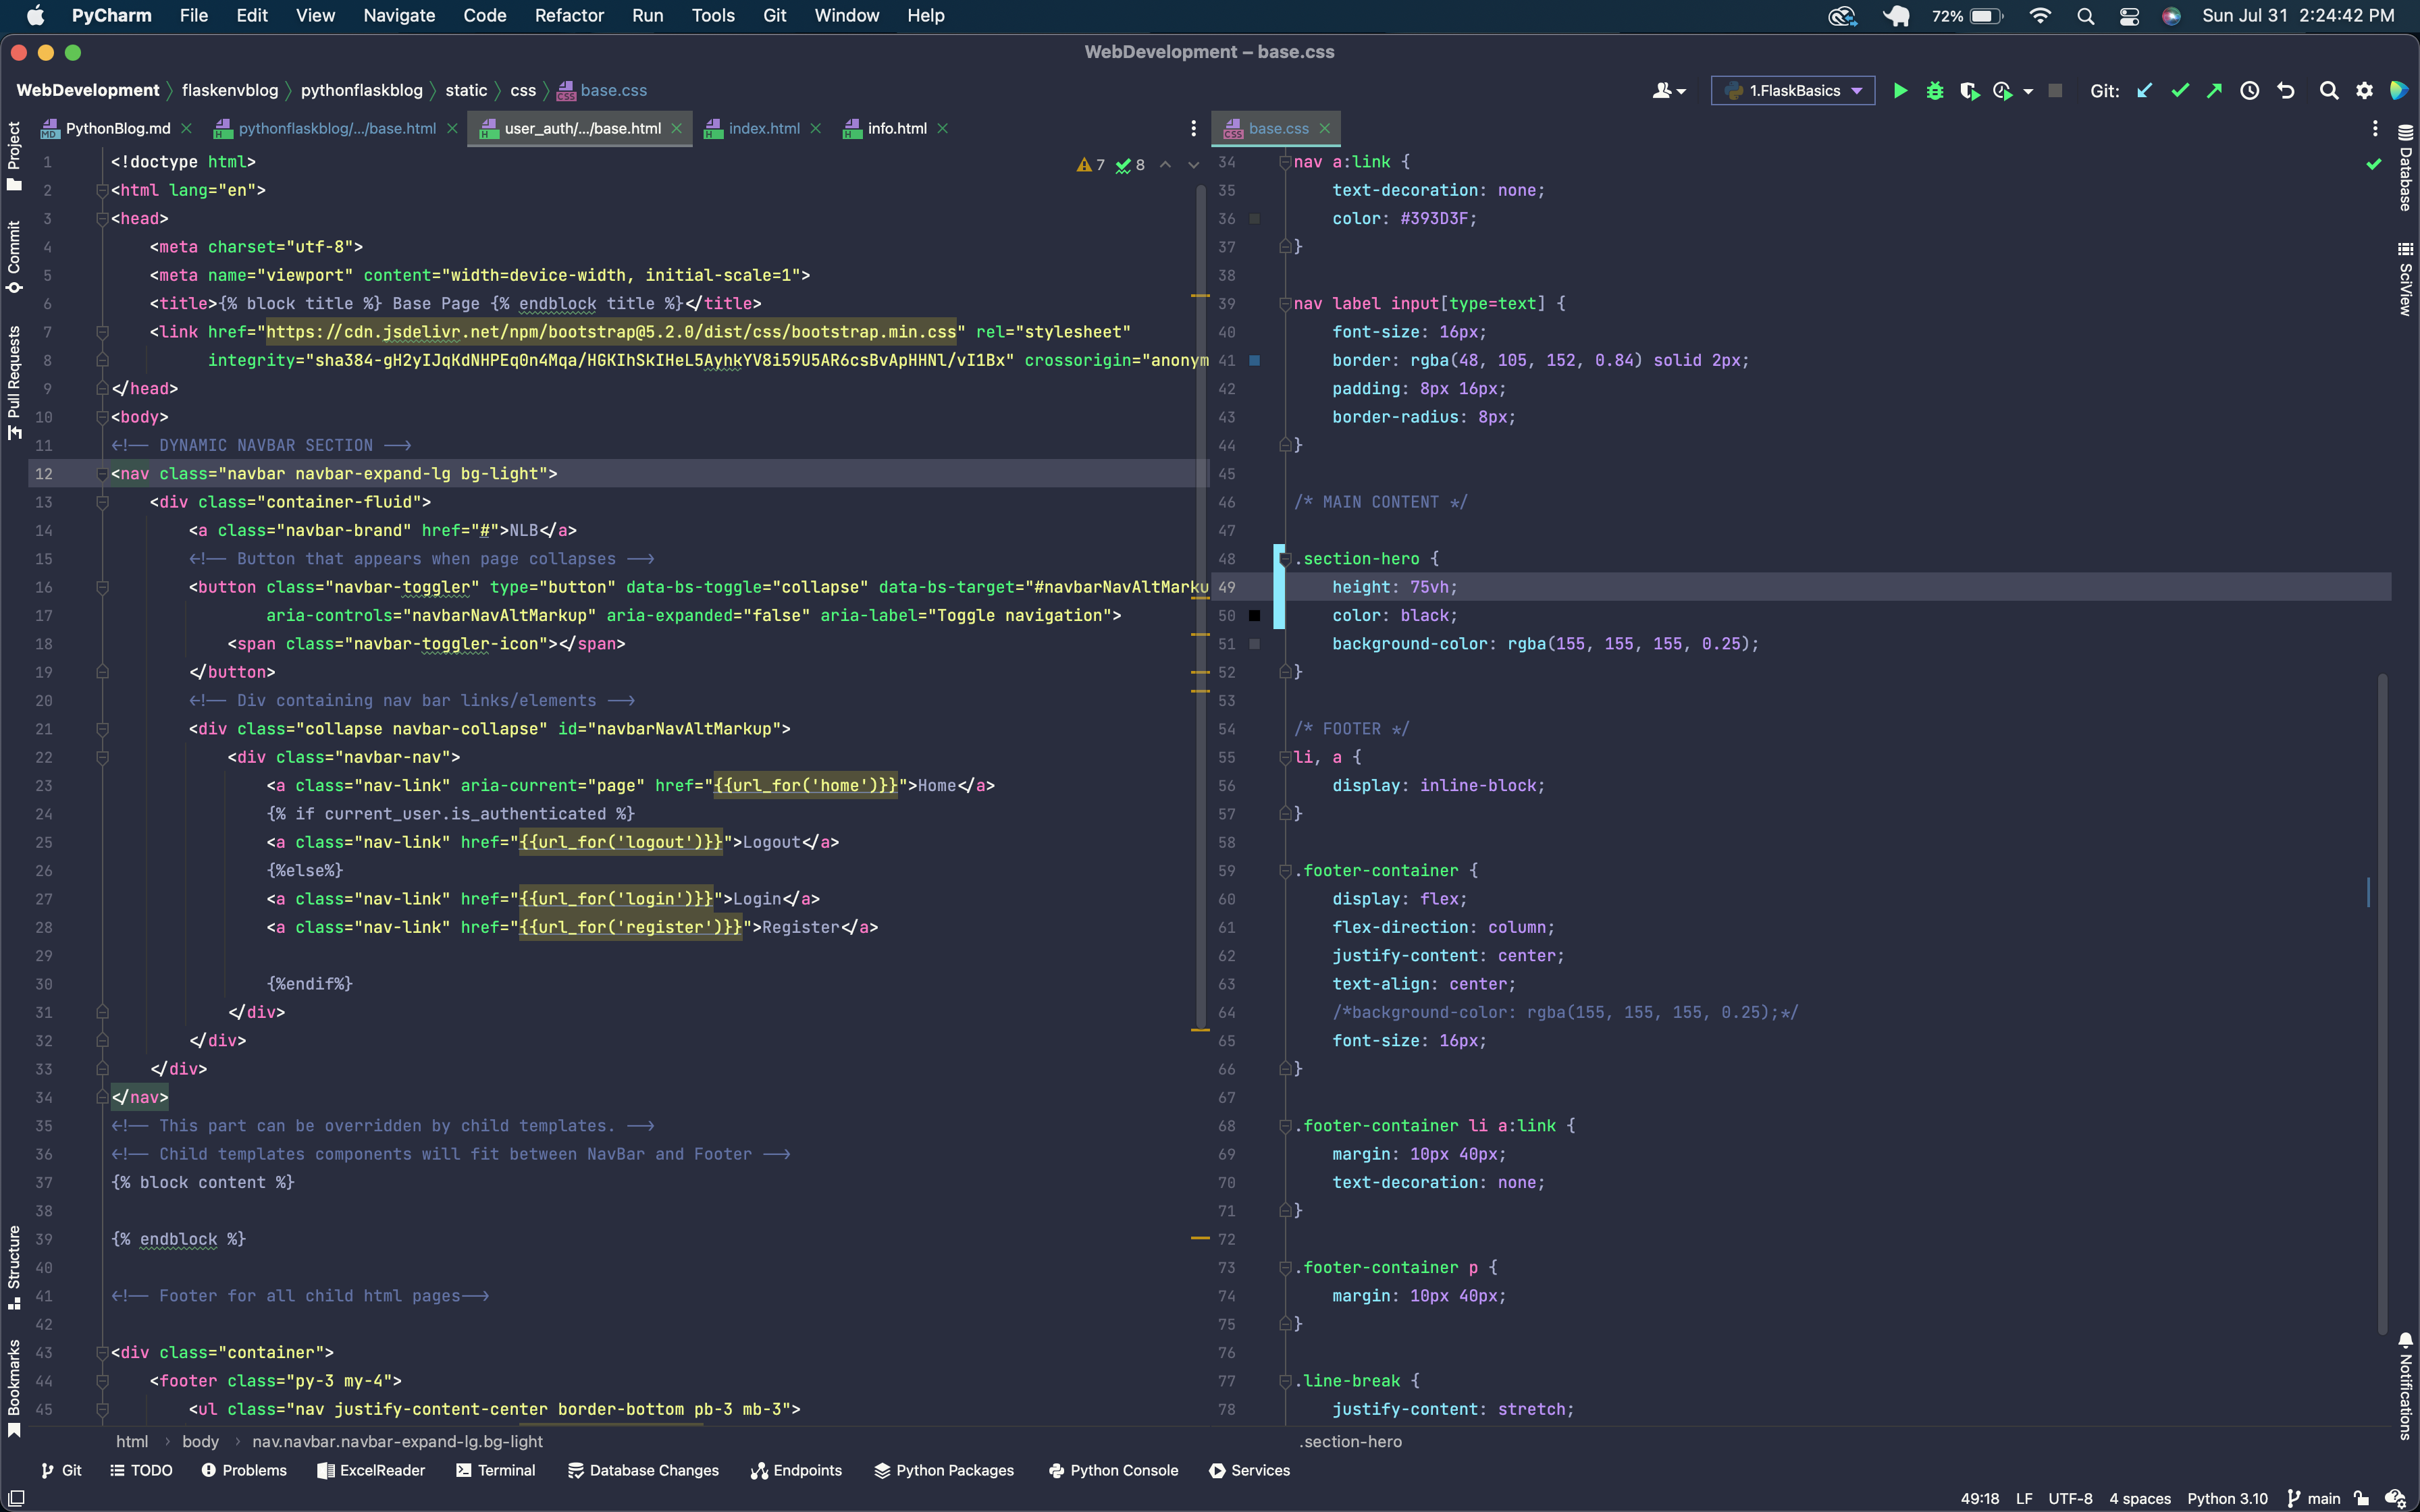 PyCharm File Edit View Navigate Code Refactor Run Tools Git Window Help 72% Sun Jul 31 2:24:42 PM
WebDevelopment – base.css
WebDevelopment flaskenvblog pythonflaskblog static css base.css 1.FlaskBasics Git:
PythonBlog.md pythonflaskblog/.../base.html user_auth/.../base.html index.html info.html base.css
Project
Commit
Pull Requests
Structure
Bookmarks
7 8
1 <!doctype html>
2 <html lang="en">
3 <head>
4 <meta charset="utf-8">
5 <meta name="viewport" content="width=device-width, initial-scale=1">
6 <title>{% block title %} Base Page {% endblock title %}</title>
7 <link href="https://cdn.jsdelivr.net/npm/bootstrap@5.2.0/dist/css/bootstrap.min.css" rel="stylesheet"
8 integrity="sha384-gH2yIJqKdNHPEq0n4Mqa/HGKIhSkIHeL5AyhkYV8i59U5AR6csBvApHHNl/vI1Bx" crossorigin="anonym
9 </head>
10 <body>
11 <!-- DYNAMIC NAVBAR SECTION -->
12 <nav class="navbar navbar-expand-lg bg-light">
13 <div class="container-fluid">
14 <a class="navbar-brand" href="#">NLB</a>
15 <!-- Button that appears when page collapses -->
16 <button class="navbar-toggler" type="button" data-bs-toggle="collapse" data-bs-target="#navbarNavAltMarku
17 aria-controls="navbarNavAltMarkup" aria-expanded="false" aria-label="Toggle navigation">
18 <span class="navbar-toggler-icon"></span>
19 </button>
20 <!-- Div containing nav bar links/elements -->
21 <div class="collapse navbar-collapse" id="navbarNavAltMarkup">
22 <div class="navbar-nav">
23 <a class="nav-link" aria-current="page" href="{{url_for('home')}}">Home</a>
24 {% if current_user.is_authenticated %}
25 <a class="nav-link" href="{{url_for('logout')}}">Logout</a>
26 {%else%}
27 <a class="nav-link" href="{{url_for('login')}}">Login</a>
28 <a class="nav-link" href="{{url_for('register')}}">Register</a>
29
30 {%endif%}
31 </div>
32 </div>
33 </div>
34 </nav>
35 <!-- This part can be overridden by child templates. -->
36 <!-- Child templates components will fit between NavBar and Footer -->
37 {% block content %}
38
39 {% endblock %}
40
41 <!-- Footer for all child html pages-->
42
43 <div class="container">
44 <footer class="py-3 my-4">
45 <ul class="nav justify-content-center border-bottom pb-3 mb-3">
html body nav.navbar.navbar-expand-lg.bg-light
34 nav a:link {
35 text-decoration: none;
36 color: #393D3F;
37 }
38
39 nav label input[type=text] {
40 font-size: 16px;
41 border: rgba(48, 105, 152, 0.84) solid 2px;
42 padding: 8px 16px;
43 border-radius: 8px;
44 }
45
46 /* MAIN CONTENT */
47
48 .section-hero {
49 height: 75vh;
50 color: black;
51 background-color: rgba(155, 155, 155, 0.25);
52 }
53
54 /* FOOTER */
55 li, a {
56 display: inline-block;
57 }
58
59 .footer-container {
60 display: flex;
61 flex-direction: column;
62 justify-content: center;
63 text-align: center;
64 /*background-color: rgba(155, 155, 155, 0.25);*/
65 font-size: 16px;
66 }
67
68 .footer-container li a:link {
69 margin: 10px 40px;
70 text-decoration: none;
71 }
72
73 .footer-container p {
74 margin: 10px 40px;
75 }
76
77 .line-break {
78 justify-content: stretch;
.section-hero
Database
SciView
Notifications
Git TODO Problems ExcelReader Terminal Database Changes Endpoints Python Packages Python Console Services
49:18 LF UTF-8 4 spaces Python 3.10 main